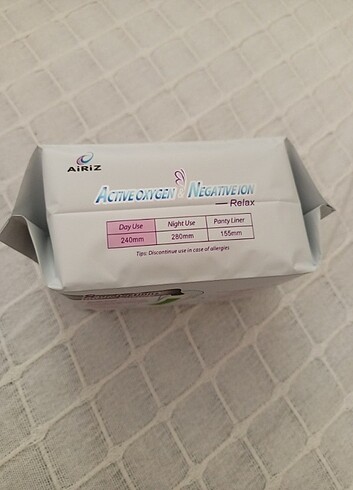 AiRiZ
ACTIVE OXYGEN & NEGATIVE ION
Relax
Day Use Night Use Panty Liner
240mm 280mm 155mm
Tips: Discontinue use in case of allergies